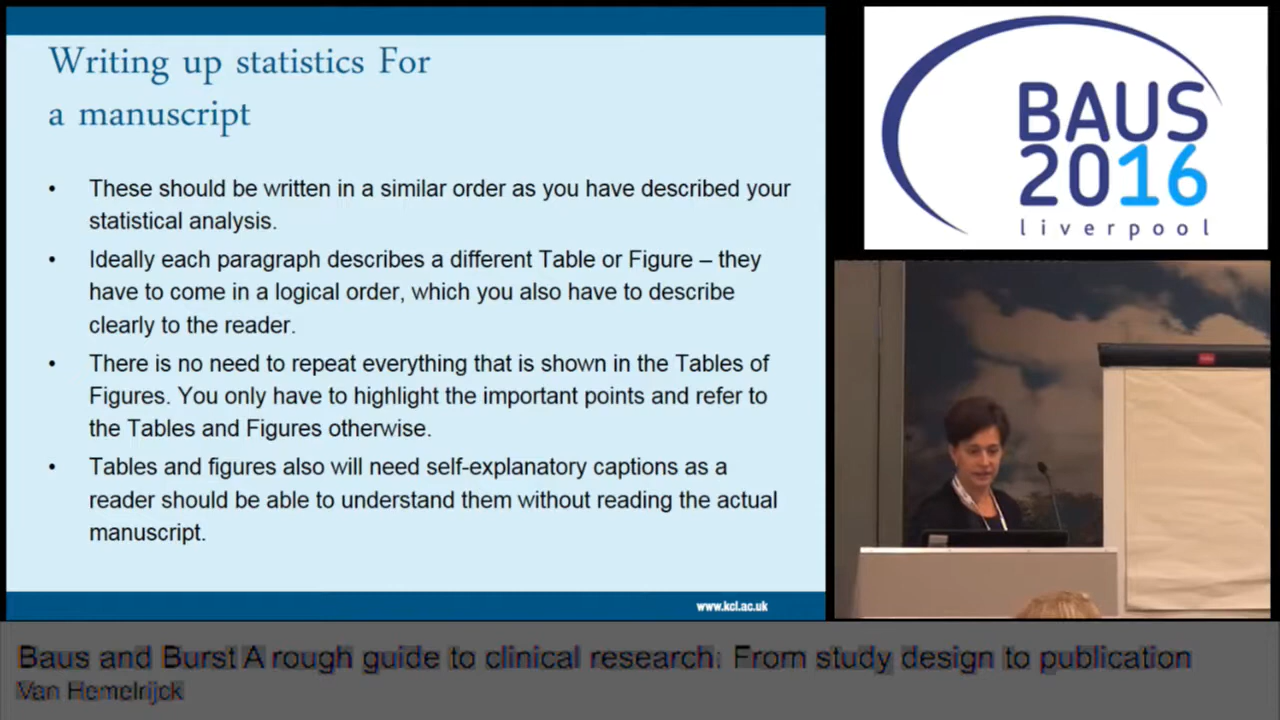 Writing up statistics For
a manuscript
• These should be written in a similar order as you have described your
statistical analysis.
• Ideally each paragraph describes a different Table or Figure – they
have to come in a logical order, which you also have to describe
clearly to the reader.
• There is no need to repeat everything that is shown in the Tables of
Figures. You only have to highlight the important points and refer to
the Tables and Figures otherwise.
• Tables and figures also will need self-explanatory captions as a
reader should be able to understand them without reading the actual
manuscript.
www.kcl.ac.uk
BAUS
2016
liverpool
Baus and Burst A rough guide to clinical research: From study design to publication
Van Hemelrijck